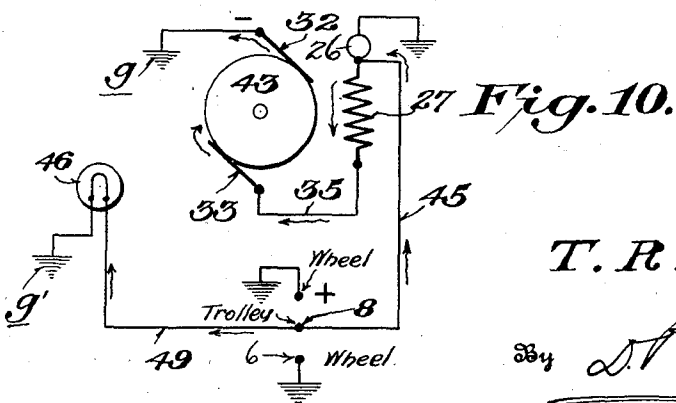 − 32
26
g
43
27 Fig. 10.
46
33
35
45
g'
Wheel
+
T. R
Trolley 8
49
6 Wheel.
By